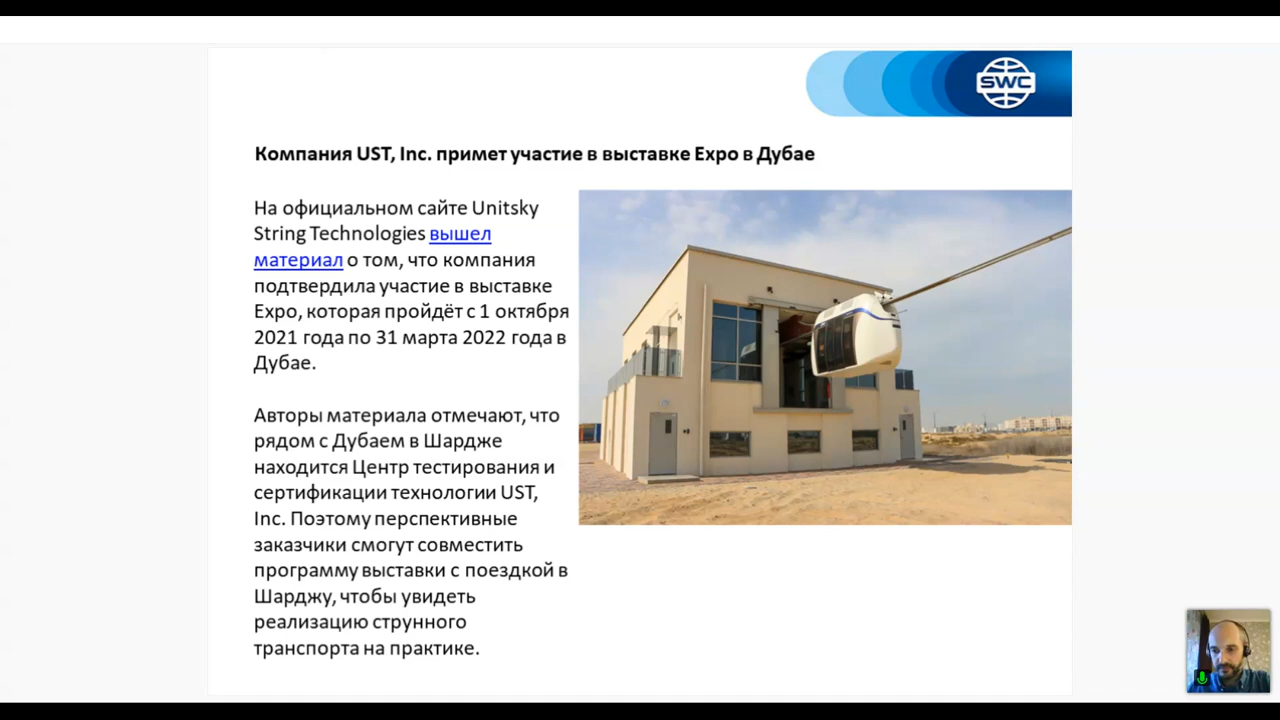 SWC
Компания UST, Inc. примет участие в выставке Expo в Дубае
На официальном сайте Unitsky
String Technologies вышел
материал о том, что компания
подтвердила участие в выставке
Expo, которая пройдёт с 1 октября
2021 года по 31 марта 2022 года в
Дубае.
Авторы материала отмечают, что
рядом с Дубаем в Шардже
находится Центр тестирования и
сертификации технологии UST,
Inc. Поэтому перспективные
заказчики смогут совместить
программу выставки с поездкой в
Шарджу, чтобы увидеть
реализацию струнного
транспорта на практике.